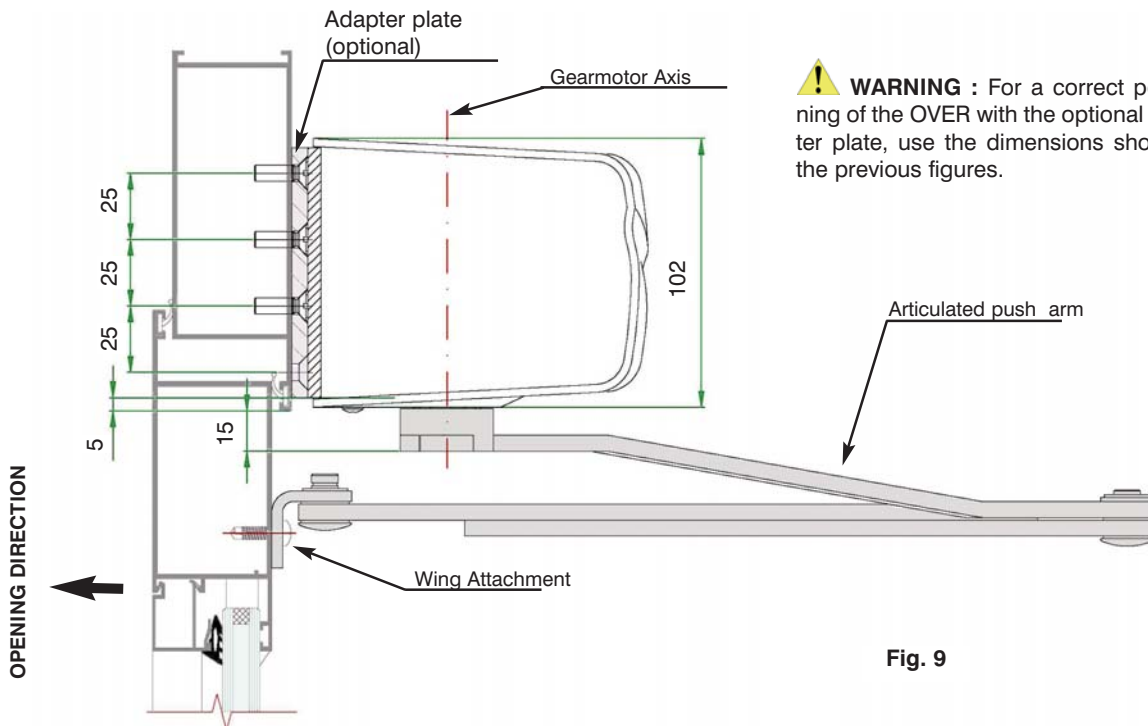 Adapter plate
(optional)
Gearmotor Axis
WARNING : For a correct p
ning of the OVER with the optional
ter plate, use the dimensions sho
the previous figures.
25
25
25
102
5
15
Articulated push arm
OPENING DIRECTION
Wing Attachment
Fig. 9